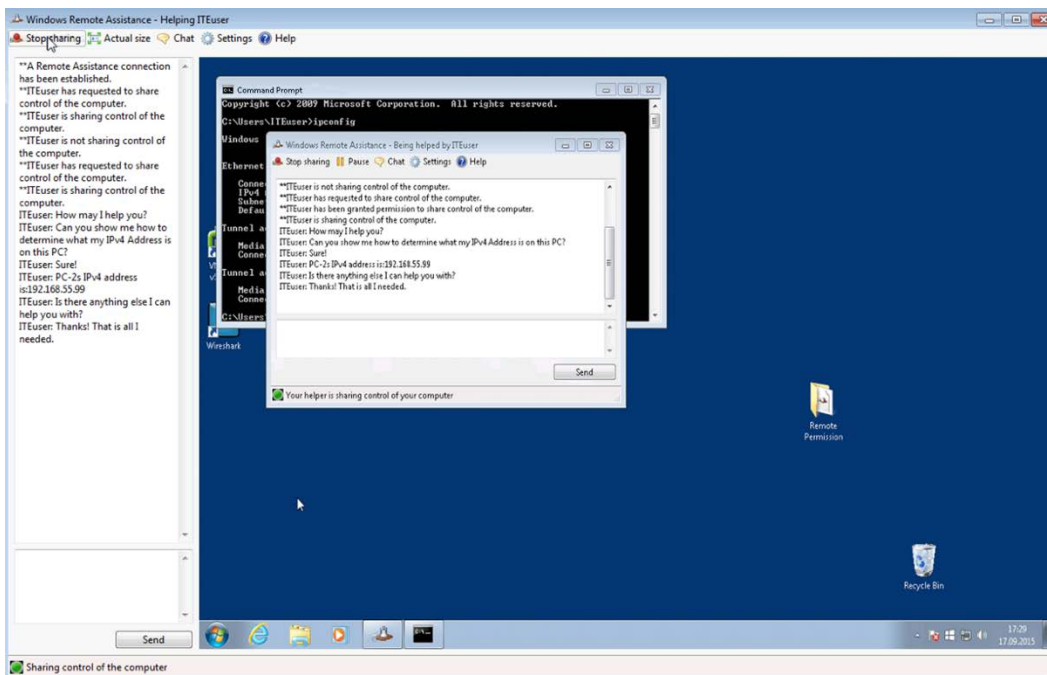 Windows Remote Assistance - Helping ITEuser
Stop sharing Actual size Chat Settings Help
**A Remote Assistance connection
has been established.
**ITEuser has requested to share
control of the computer.
**ITEuser is sharing control of the
computer.
**ITEuser is not sharing control of
the computer.
**ITEuser has requested to share
control of the computer.
**ITEuser is sharing control of the
computer.
ITEuser: How may I help you?
ITEuser: Can you show me how to
determine what my IPv4 Address is
on this PC?
ITEuser: Sure!
ITEuser: PC-2s IPv4 address
is:192.168.55.99
ITEuser: Is there anything else I can
help you with?
ITEuser: Thanks! That is all I
needed.
Send
Sharing control of the computer
Command Prompt
Copyright (c) 2009 Microsoft Corporation. All rights reserved.
C:\Users\ITEuser>ipconfig
Windows
Ethernet
Conne
IPv4
Subne
Defau
Tunnel a
Media
Conne
Tunnel a
Media
Conne
C:\Users
Windows Remote Assistance - Being helped by ITEuser
Stop sharing Pause Chat Settings Help
**ITEuser is not sharing control of the computer.
**ITEuser has requested to share control of the computer.
**ITEuser has been granted permission to share control of the computer.
**ITEuser is sharing control of the computer.
ITEuser: How may I help you?
ITEuser: Can you show me how to determine what my IPv4 Address is on this PC?
ITEuser: Sure!
ITEuser: PC-2s IPv4 address is:192.168.55.99
ITEuser: Is there anything else I can help you with?
ITEuser: Thanks! That is all I needed.
Send
Your helper is sharing control of your computer
Wireshark
Remote
Permission
Recycle Bin
17:29
17.09.2015